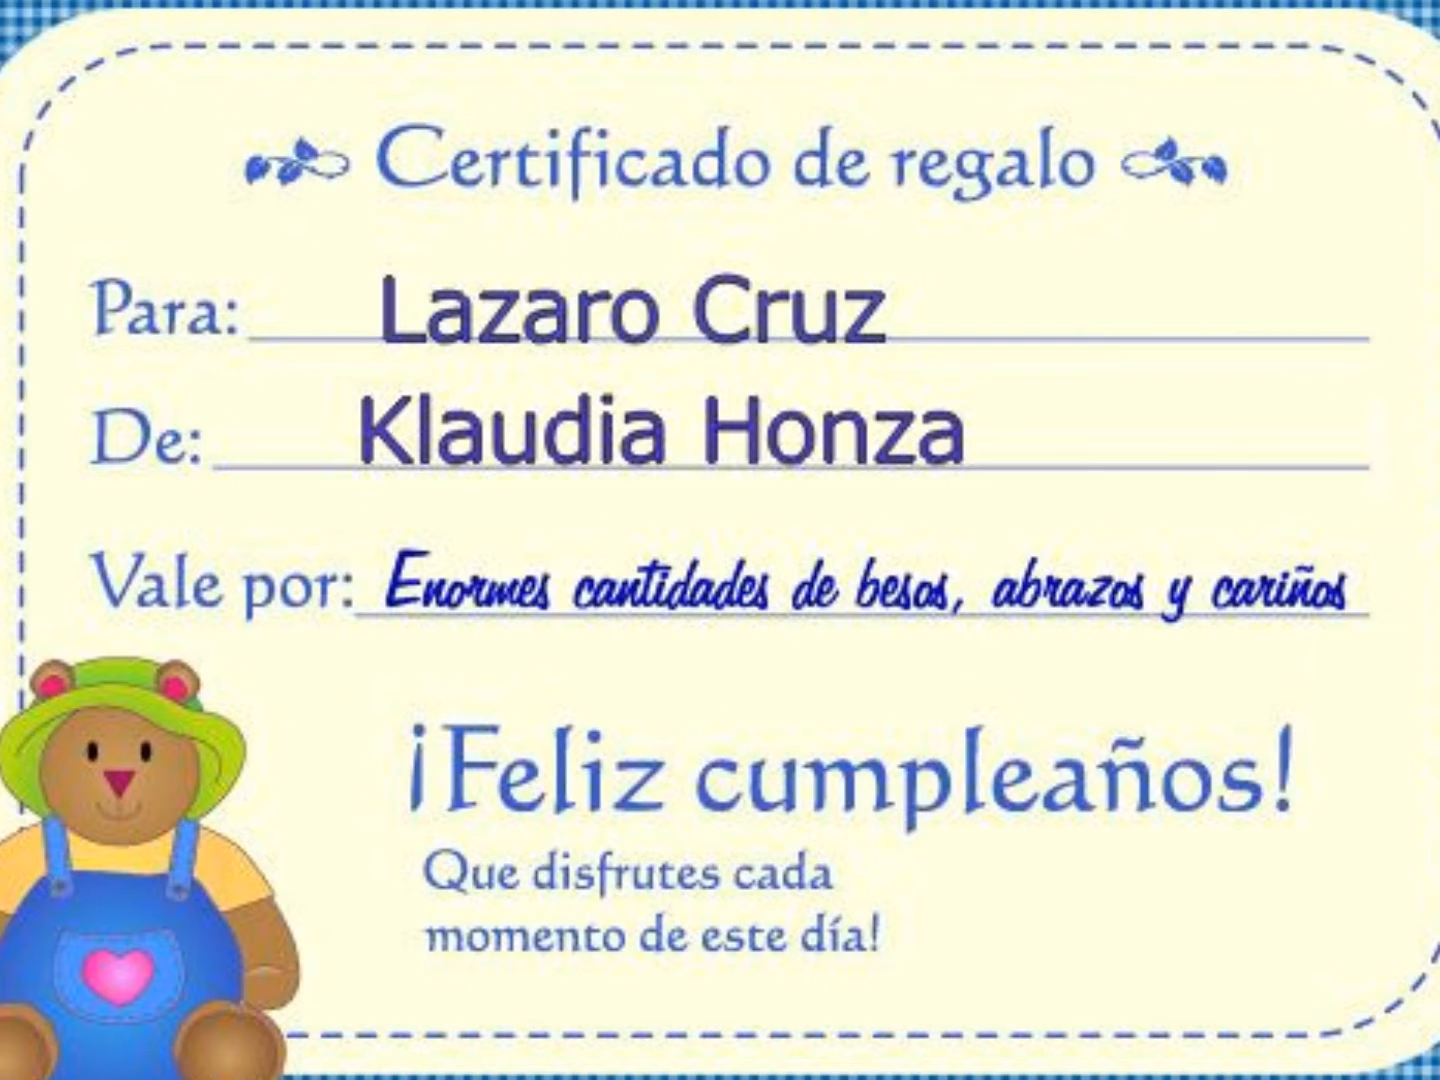 Certificado de regalo
Para: Lazaro Cruz
De: Klaudia Honza
Vale por: Enormes cantidades de besos, abrazos y cariños
¡Feliz cumpleaños!
Que disfrutes cada
momento de este día!